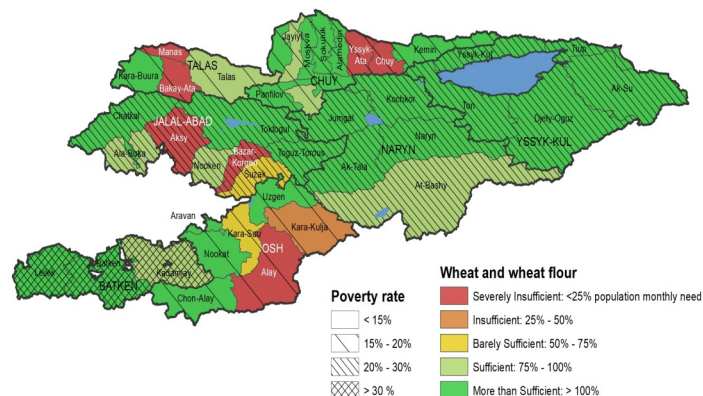 Manas
TALAS
Kara-Buura
Talas
Bakay-Ata
Jayyl
Moskva
Sokuluk
Alamedin
Yssyk-
Ata
Chuy
CHUY
Panfilov
Kemin
Yssyk-Kul
Tiup
Ak-Su
Ton
Djety-Oguz
YSSYK-KUL
Kochkor
Jumgal
Naryn
NARYN
Ak-Tala
At-Bashy
Chatkal
JALAL-ABAD
Aksy
Toktogul
Toguz-Torous
Ala-Buka
Nooken
Bazar-
Korgon
Suzak
Uzgen
Aravan
Kara-Suu
Kara-Kulja
OSH
Nookat
Alay
Chon-Alay
Leilek
Batken
BATKEN
Kadamjay
Poverty rate
< 15%
15% - 20%
20% - 30%
> 30 %
Wheat and wheat flour
Severely Insufficient: <25% population monthly need
Insufficient: 25% - 50%
Barely Sufficient: 50% - 75%
Sufficient: 75% - 100%
More than Sufficient: > 100%